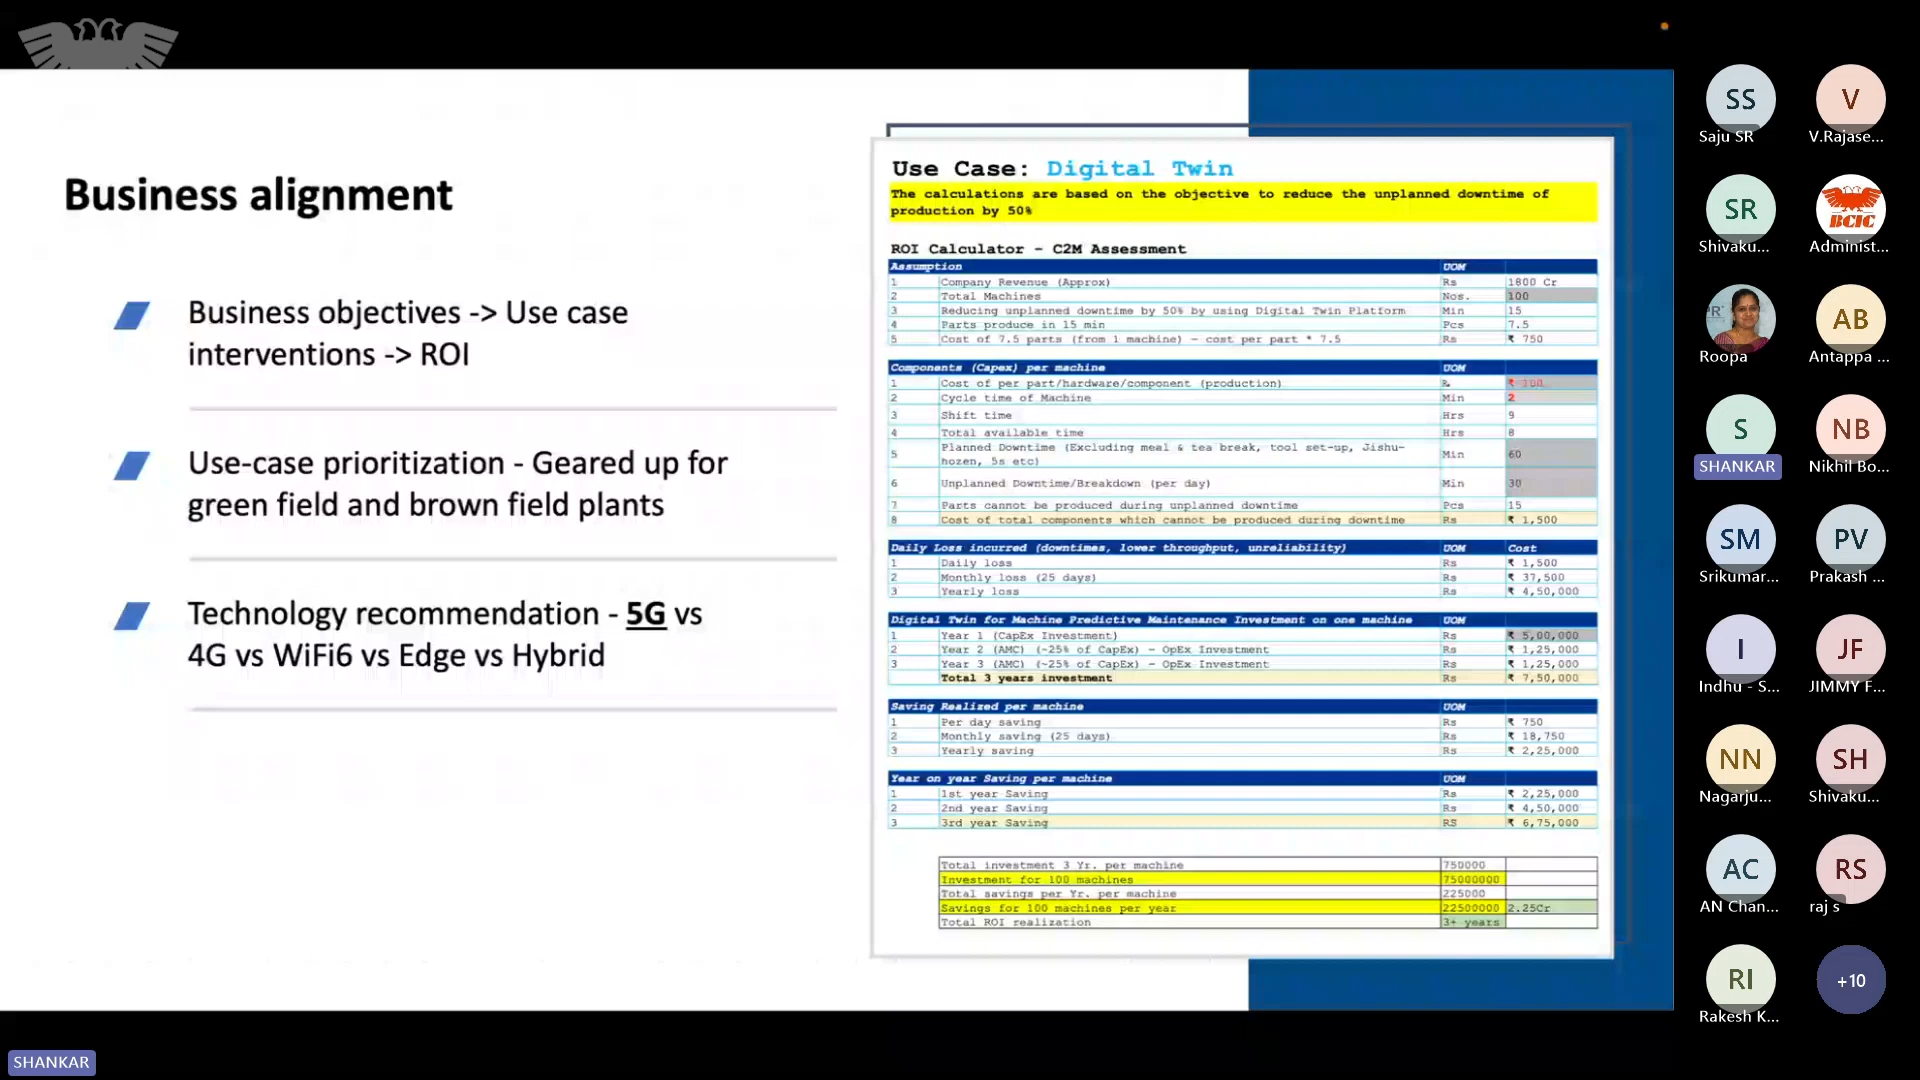 Business alignment
Business objectives -> Use case
interventions -> ROI
Use-case prioritization - Geared up for
green field and brown field plants
Technology recommendation - 5G vs
4G vs WiFi6 vs Edge vs Hybrid
Use Case: Digital Twin
The calculations are based on the objective to reduce the unplanned downtime of
production by 50%
ROI Calculator - C2M Assessment
Assumption UOM
1 Company Revenue (Approx) Rs 1800 Cr
2 Total Machines Nos. 100
3 Reducing unplanned downtime by 50% by using Digital Twin Platform Min 15
4 Parts produce in 15 min Pcs 7.5
5 Cost of 7.5 parts (from 1 machine) - cost per part * 7.5 Rs ₹ 750
Components (Capex) per machine UOM
1 Cost of per part/hardware/component (production) ₹ 100
2 Cycle time of Machine Min 2
3 Shift time Hrs 9
4 Total available time Hrs 8
5 Planned Downtime (Excluding meal & tea break, tool set-up, Jishu-
hozen, 5s etc) Min 60
6 Unplanned Downtime/Breakdown (per day) Min 30
7 Parts cannot be produced during unplanned downtime Pcs 15
8 Cost of total components which cannot be produced during downtime Rs ₹ 1,500
Daily Loss incurred (downtimes, lower throughput, unreliability) UOM Cost
1 Daily loss Rs ₹ 1,500
2 Monthly loss (25 days) Rs ₹ 37,500
3 Yearly loss Rs ₹ 4,50,000
Digital Twin for Machine Predictive Maintenance Investment on one machine UOM
1 Year 1 (CapEx Investment) Rs ₹ 5,00,000
2 Year 2 (AMC) (~25% of CapEx) - OpEx Investment Rs ₹ 1,25,000
3 Year 3 (AMC) (~25% of CapEx) - OpEx Investment Rs ₹ 1,25,000
Total 3 years investment Rs ₹ 7,50,000
Saving Realized per machine UOM
1 Per day saving Rs ₹ 750
2 Monthly saving (25 days) Rs ₹ 18,750
3 Yearly saving Rs ₹ 2,25,000
Year on year Saving per machine UOM
1 1st year Saving Rs ₹ 2,25,000
2 2nd year Saving Rs ₹ 4,50,000
3 3rd year Saving RS ₹ 6,75,000
Total investment 3 Yr. per machine 750000
Investment for 100 machines 75000000
Total savings per Yr. per machine 225000
Savings for 100 machines per year 22500000 2.25Cr
Total ROI realization 3+ years
SS V
Saju SR V.Rajase...
SR BCIC
Shivaku... Administ...
AB
Roopa Antappa ...
S NB
SHANKAR Nikhil Bo...
SM PV
Srikumar... Prakash ...
I JF
Indhu - S... JIMMY F...
NN SH
Nagarju... Shivaku...
AC RS
AN Chan... raj s
RI +10
Rakesh K...
SHANKAR